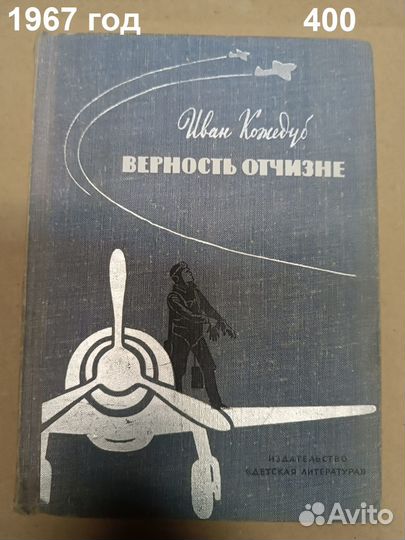 1967 год 400
Иван Кожедуб
ВЕРНОСТЬ ОТЧИЗНЕ
ИЗДАТЕЛЬСТВО
«ДЕТСКАЯ ЛИТЕРАТУРА»
Avito